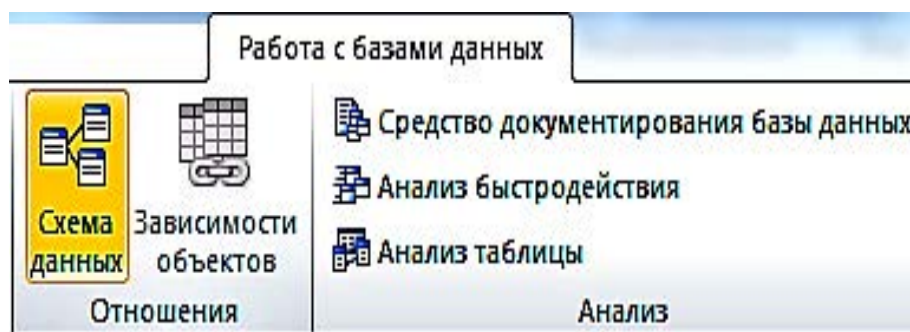 Работа с базами данных
Схема
данных
Зависимости
объектов
Отношения
Средство документирования базы данных
Анализ быстродействия
Анализ таблицы
Анализ